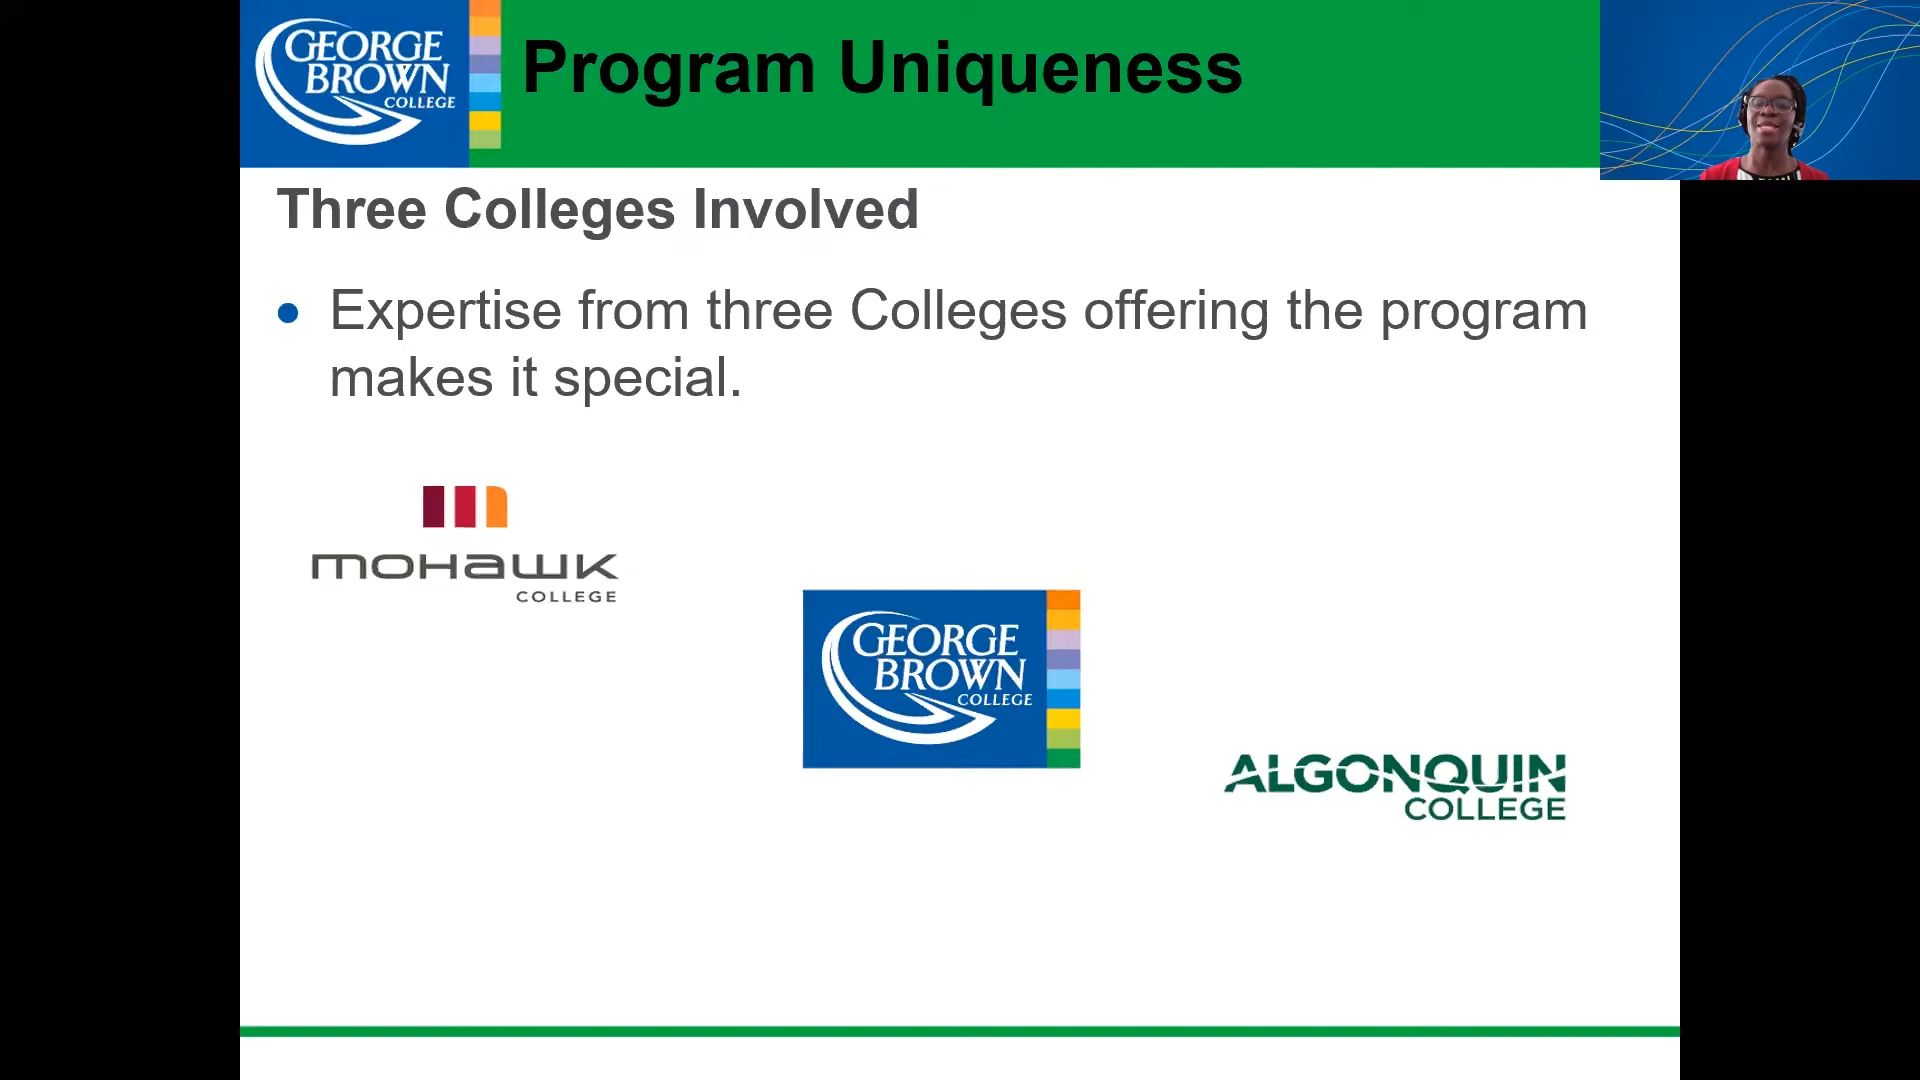 GEORGE
BROWN
COLLEGE
Program Uniqueness
Three Colleges Involved
Expertise from three Colleges offering the program
makes it special.
mohawk
COLLEGE
GEORGE
BROWN
COLLEGE
ALGONQUIN
COLLEGE